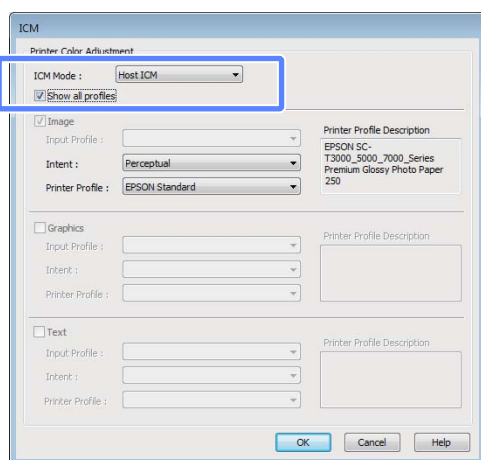 ICM
Printer Color Adjustment
ICM Mode : Host ICM
Show all profiles
Image
Input Profile :
Intent : Perceptual
Printer Profile : EPSON Standard
Printer Profile Description
EPSON SC-
T3000_5000_7000_Series
Premium Glossy Photo Paper
250
Graphics
Input Profile :
Intent :
Printer Profile :
Printer Profile Description
Text
Input Profile :
Intent :
Printer Profile :
Printer Profile Description
OK Cancel Help